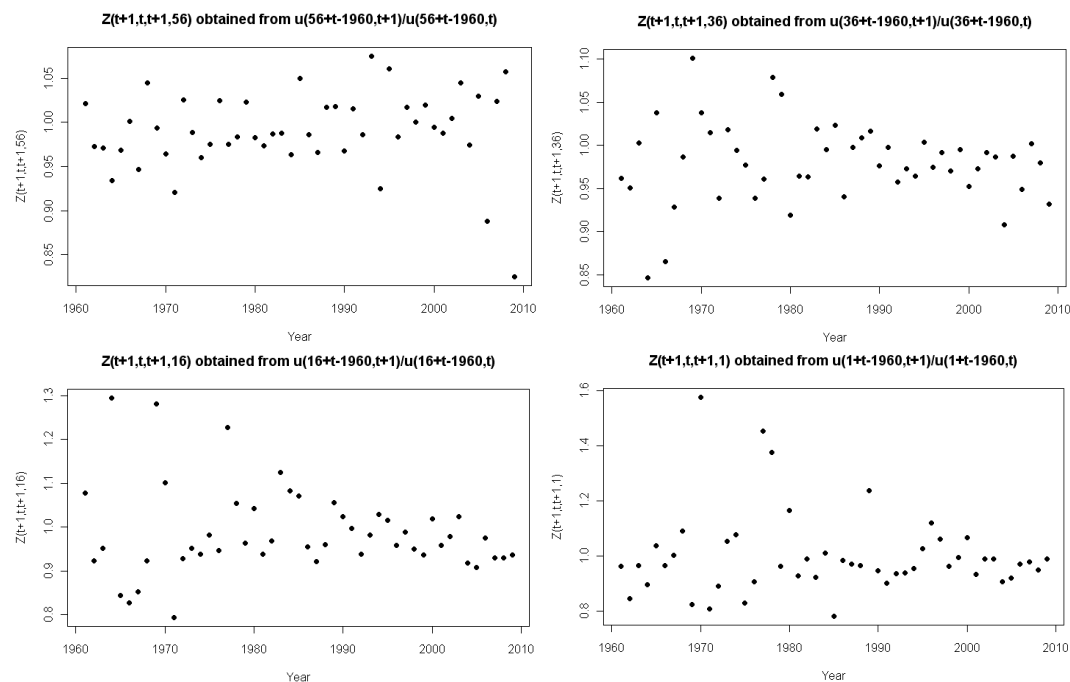 Z(t+1,t,t+1,56) obtained from u(56+t-1960,t+1)/u(56+t-1960,t)
Z(t+1,t,t+1,56)
1.05
1.00
0.95
0.90
0.85
1960 1970 1980 1990 2000 2010
Year
Z(t+1,t,t+1,36) obtained from u(36+t-1960,t+1)/u(36+t-1960,t)
Z(t+1,t,t+1,36)
1.10
1.05
1.00
0.95
0.90
0.85
1960 1970 1980 1990 2000 2010
Year
Z(t+1,t,t+1,16) obtained from u(16+t-1960,t+1)/u(16+t-1960,t)
Z(t+1,t,t+1,16)
1.3
1.2
1.1
1.0
0.9
0.8
1960 1970 1980 1990 2000 2010
Year
Z(t+1,t,t+1,1) obtained from u(1+t-1960,t+1)/u(1+t-1960,t)
Z(t+1,t,t+1,1)
1.6
1.4
1.2
1.0
0.8
1960 1970 1980 1990 2000 2010
Year